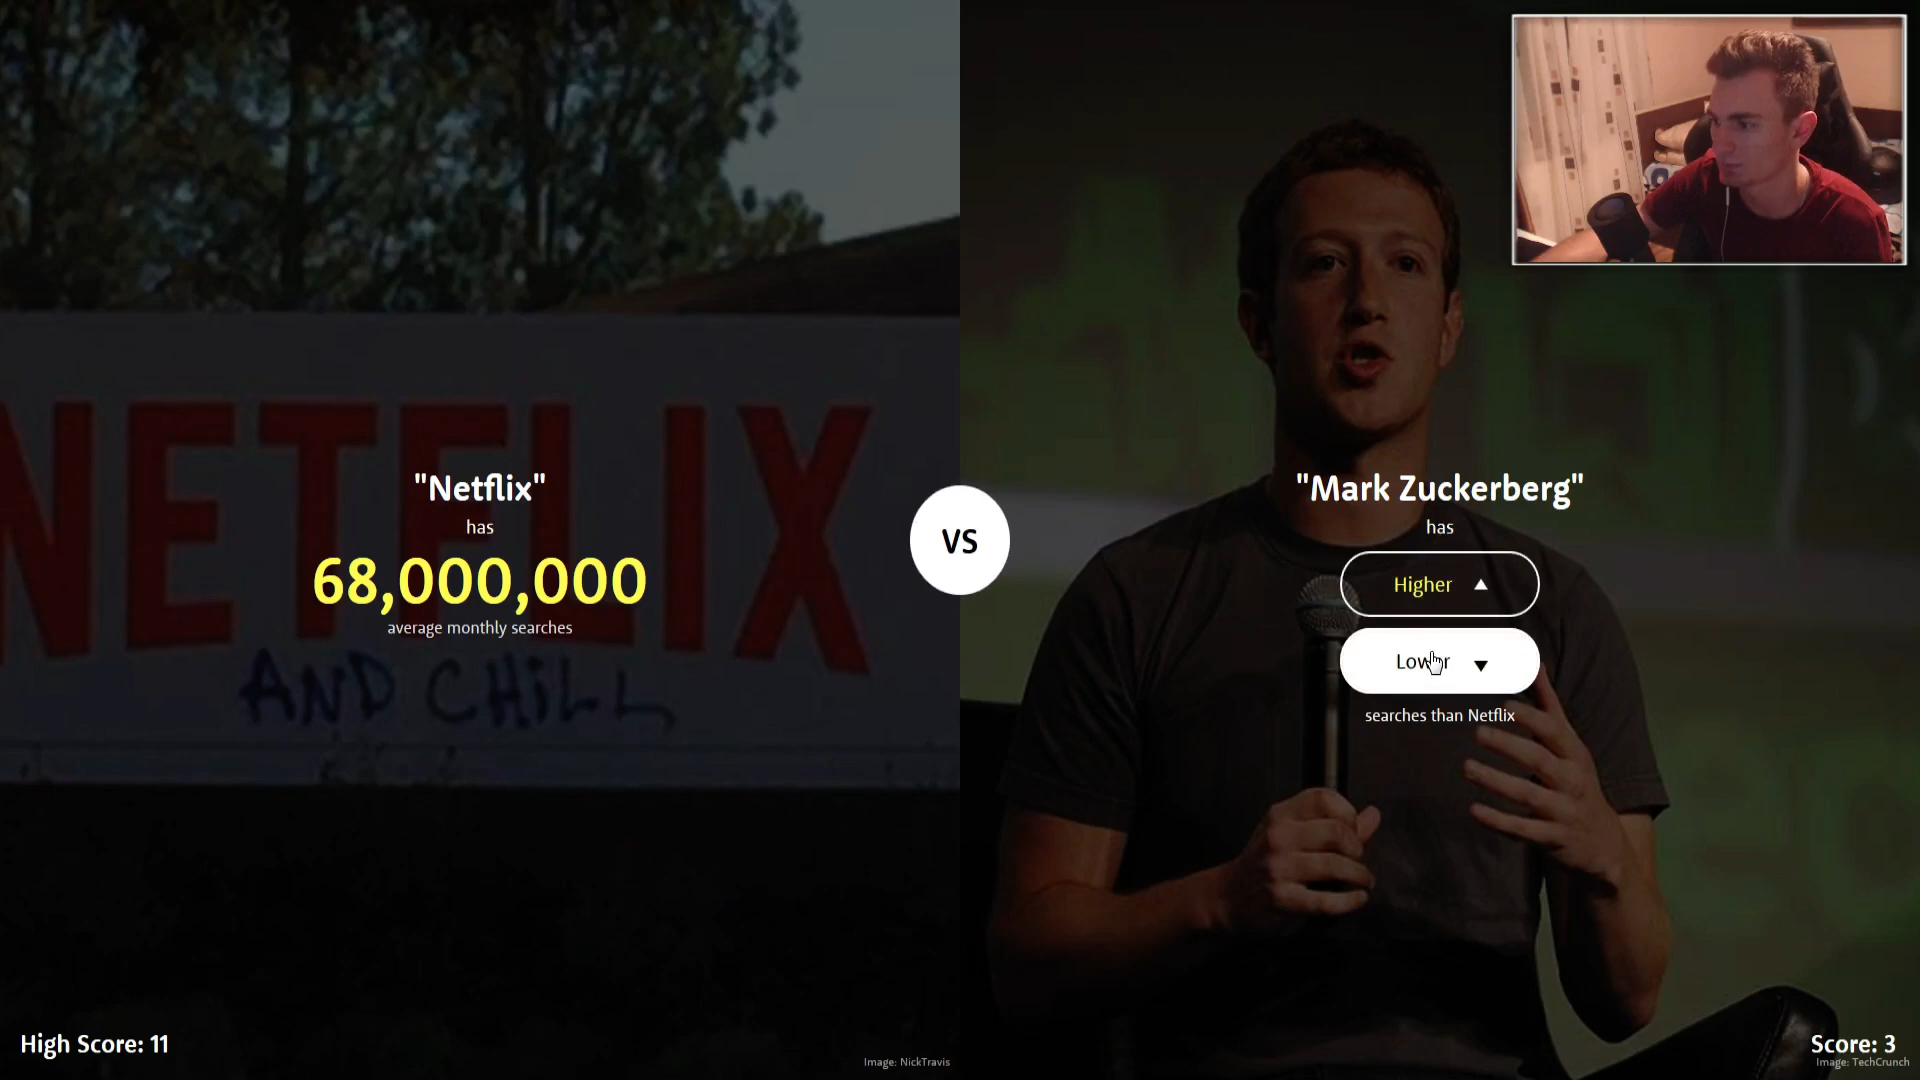 NETFLIX
AND CHILL
"Netflix"
has
68,000,000
average monthly searches
VS
"Mark Zuckerberg"
has
Higher ▲
Lower ▼
searches than Netflix
High Score: 11
Image: NickTravis
Score: 3
Image: TechCrunch